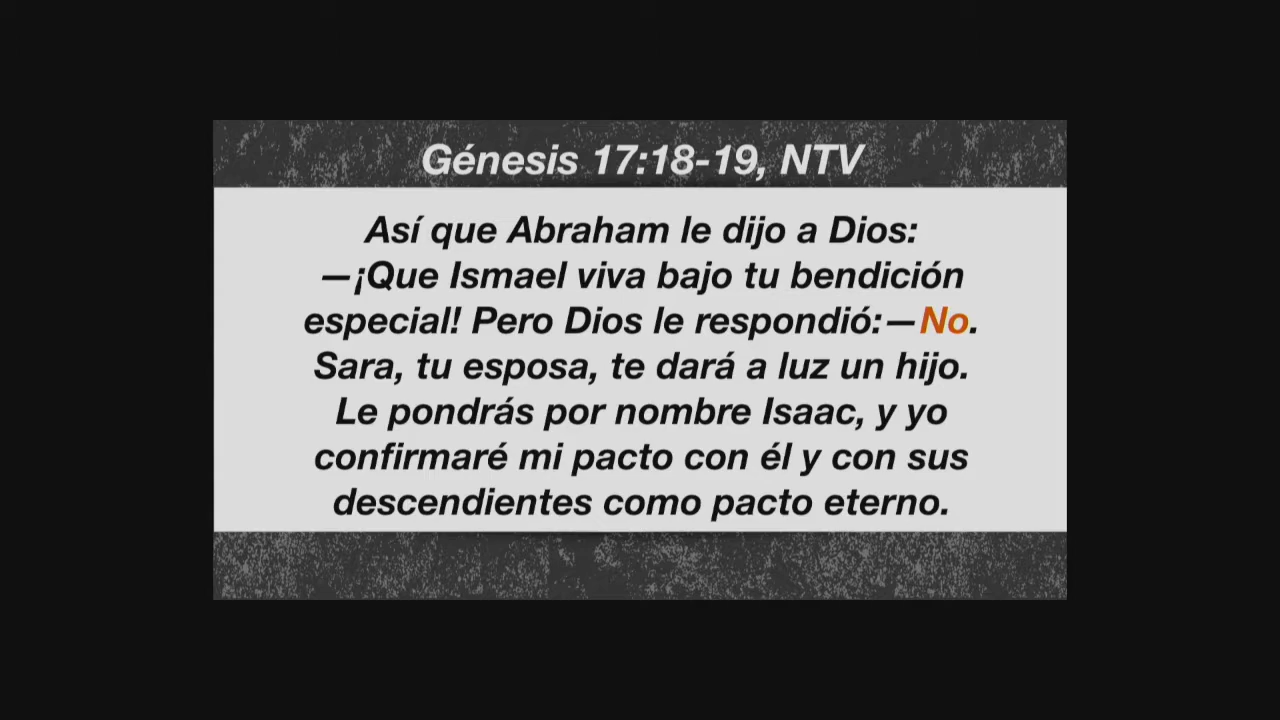 Génesis 17:18-19, NTV
Así que Abraham le dijo a Dios:
—¡Que Ismael viva bajo tu bendición
especial! Pero Dios le respondió:—No.
Sara, tu esposa, te dará a luz un hijo.
Le pondrás por nombre Isaac, y yo
confirmaré mi pacto con él y con sus
descendientes como pacto eterno.